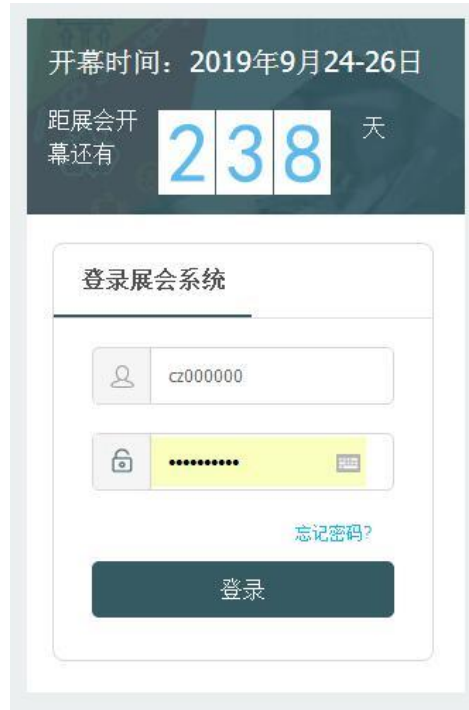 开幕时间：2019年9月24-26日
距展会开
幕还有
238
天
登录展会系统
cz000000
••••••••••
忘记密码?
登录